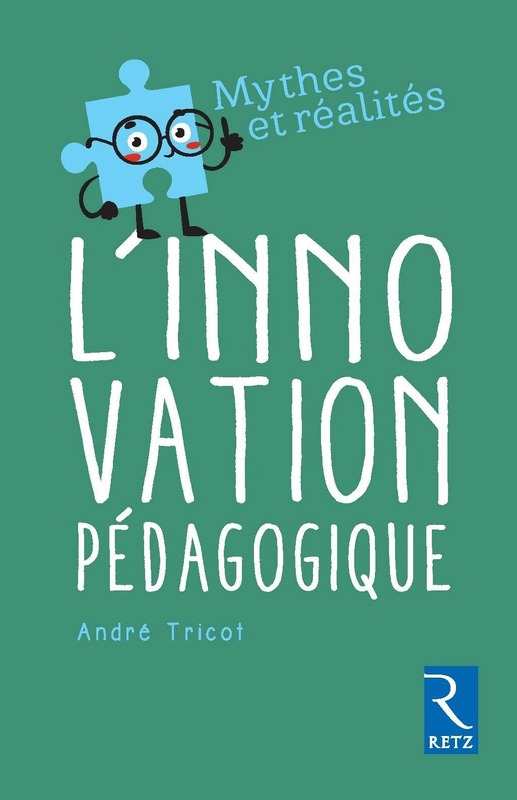 Mythes
et réalités
L'INNO
VATION
PÉDAGOGIQUE
André Tricot
RETZ